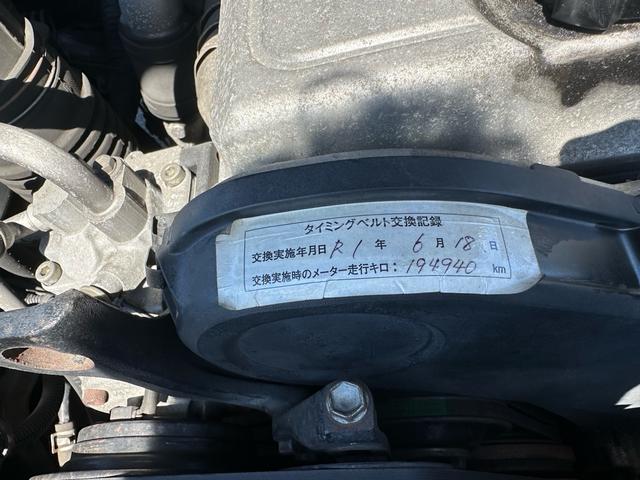 タイミングベルト交換記録
交換実施年月日 R1 年 6 月 18 日
交換実施時のメーター走行キロ: 194940 km